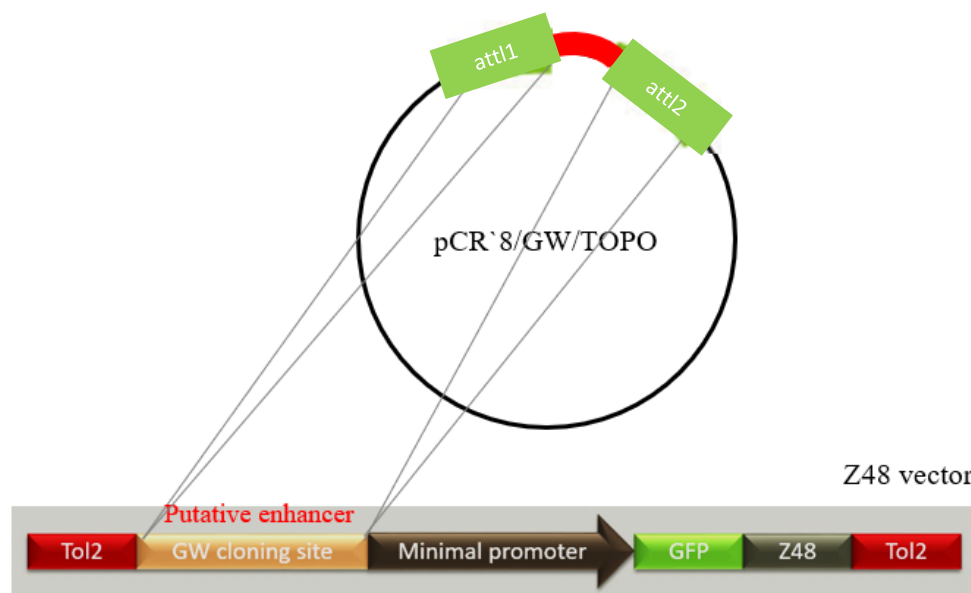 attl1
attl2
pCR`8/GW/TOPO
Z48 vector
Putative enhancer
Tol2 GW cloning site Minimal promoter GFP Z48 Tol2